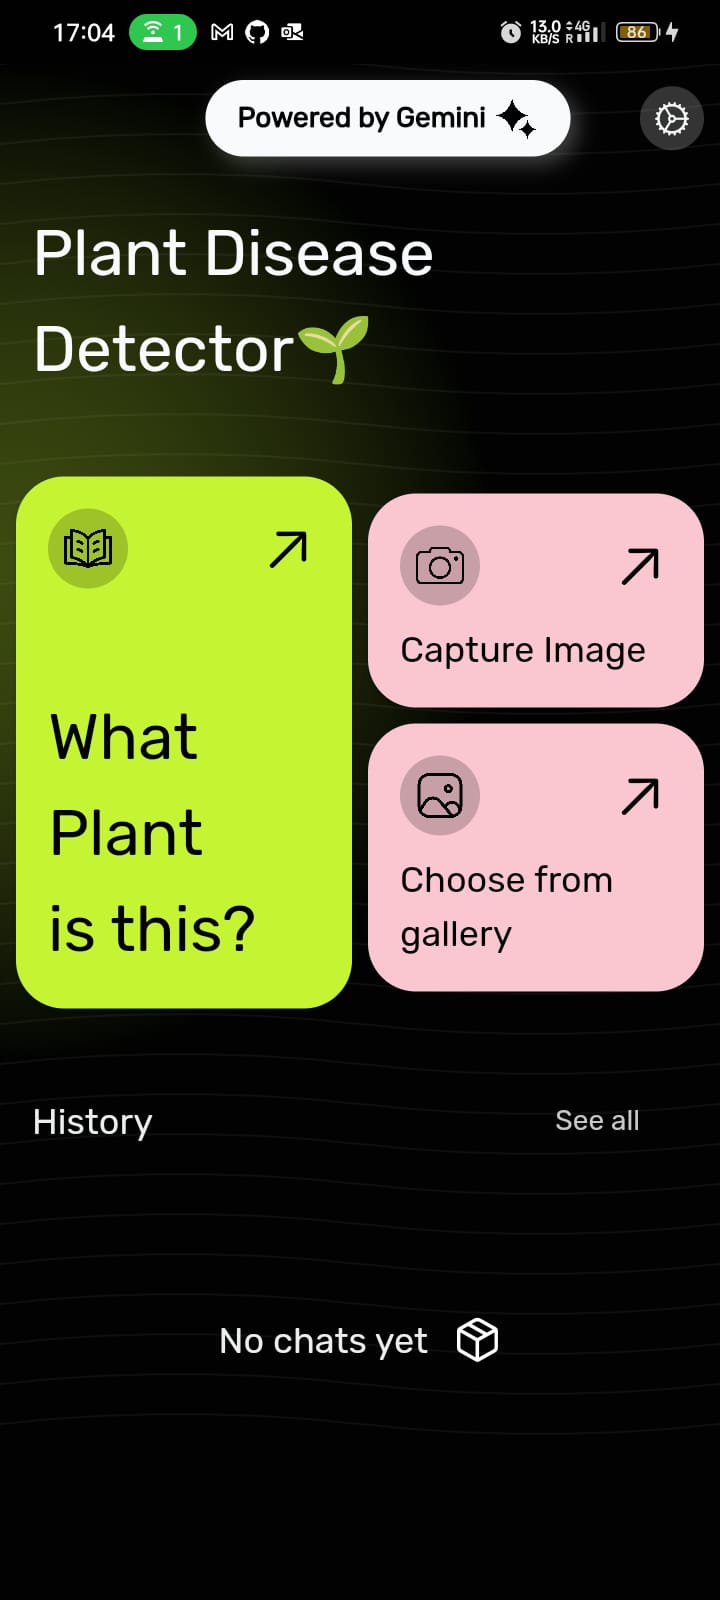 17:04
1
13.0
KB/S
4G
R
86
Powered by Gemini
Plant Disease
Detector
What
Plant
is this?
Capture Image
Choose from
gallery
History
See all
No chats yet